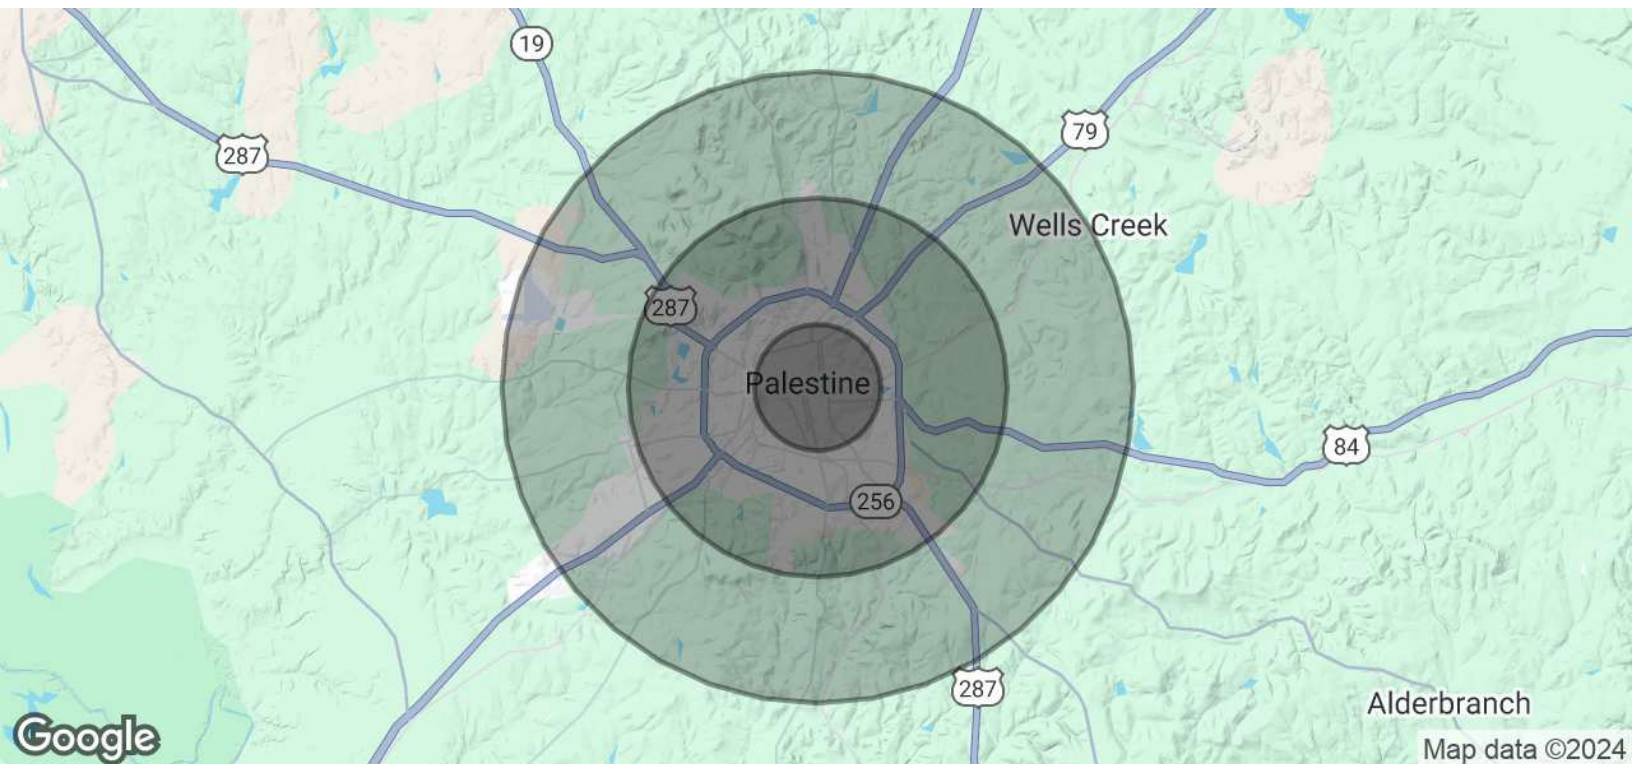 19
79
287
Wells Creek
287
Palestine
84
256
287
Alderbranch
Google
Map data ©2024